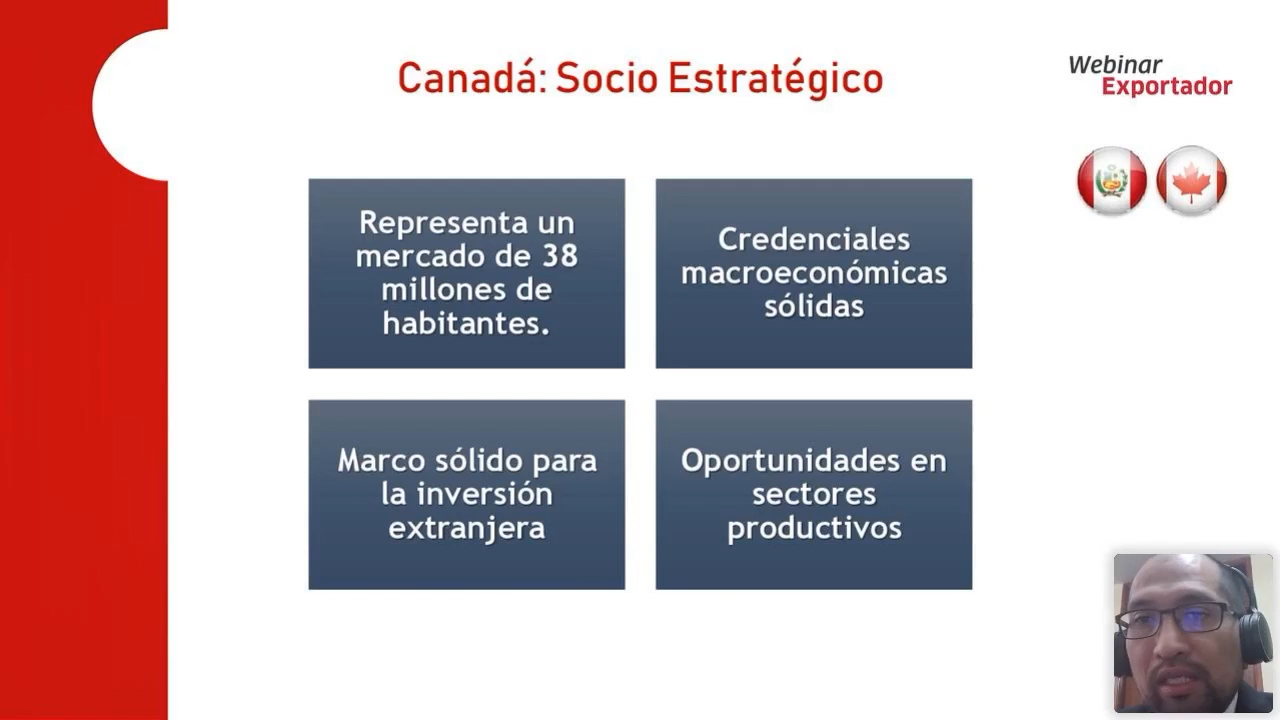 Canadá: Socio Estratégico
Webinar
Exportador
Representa un
mercado de 38
millones de
habitantes.
Credenciales
macroeconómicas
sólidas
Marco sólido para
la inversión
extranjera
Oportunidades en
sectores
productivos